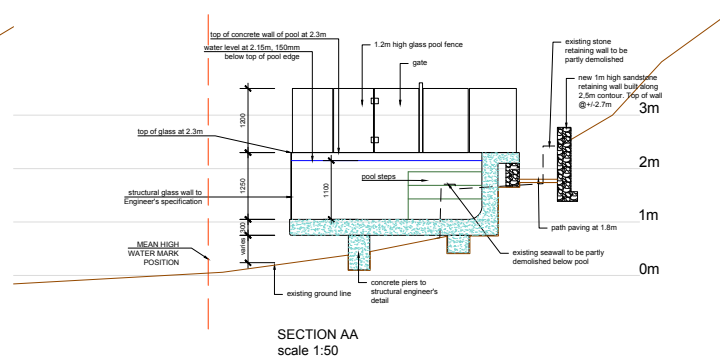 top of concrete wall of pool at 2.3m
water level at 2.15m, 150mm
below top of pool edge
1.2m high glass pool fence
gate
existing stone
retaining wall to be
partly demolished
new 1m high sandstone
retaining wall built along
2,5m contour. Top of wall
@+/-2.7m
3m
1200
top of glass at 2.3m
2m
pool steps
1250
1100
structural glass wall to
Engineer's specification
1m
path paving at 1.8m
300
MEAN HIGH
WATER MARK
POSITION
varies
existing seawall to be partly
demolished below pool
0m
existing ground line
concrete piers to
structural engineer's
detail
SECTION AA
scale 1:50